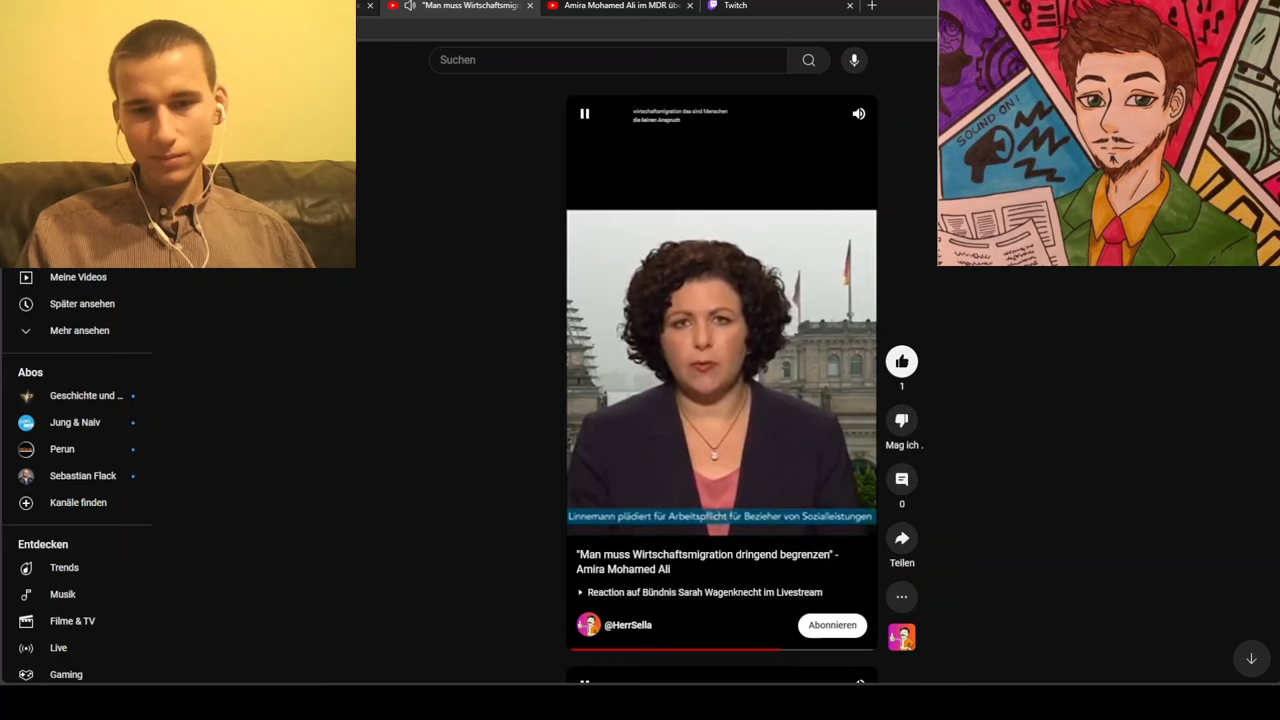 "Man muss Wirtschaftsmigr
Amira Mohamed Ali im MDR üb
Twitch
Suchen
wirtschaftsmigration das sind Menschen
die keinen Anspruch
SOUND ON!
Meine Videos
Später ansehen
Mehr ansehen
Abos
Geschichte und ...
Jung & Naiv
Perun
Sebastian Flack
Kanäle finden
Entdecken
Trends
Musik
Filme & TV
Live
Gaming
Linnemann plädiert für Arbeitspflicht für Bezieher von Sozialleistungen
"Man muss Wirtschaftsmigration dringend begrenzen" -
Amira Mohamed Ali
Reaction auf Bündnis Sarah Wagenknecht im Livestream
@HerrSella
Abonnieren
1
Mag ich .
0
Teilen